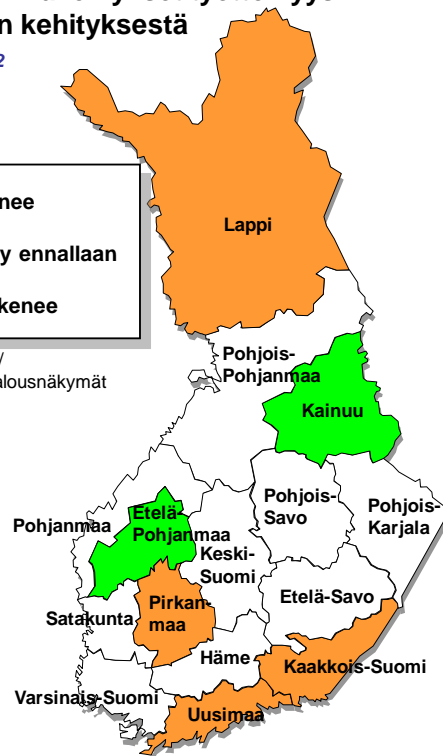 n kehityksestä
2
nee
y ennallaan
kenee
alousnäkymät
Lappi
Pohjois-
Pohjanmaa
Kainuu
Pohjois-
Savo
Pohjois-
Karjala
Pohjanmaa
Etelä-
Pohjanmaa
Keski-
Suomi
Etelä-Savo
Satakunta
Pirkan-
maa
Häme
Kaakkois-Suomi
Varsinais-Suomi
Uusimaa